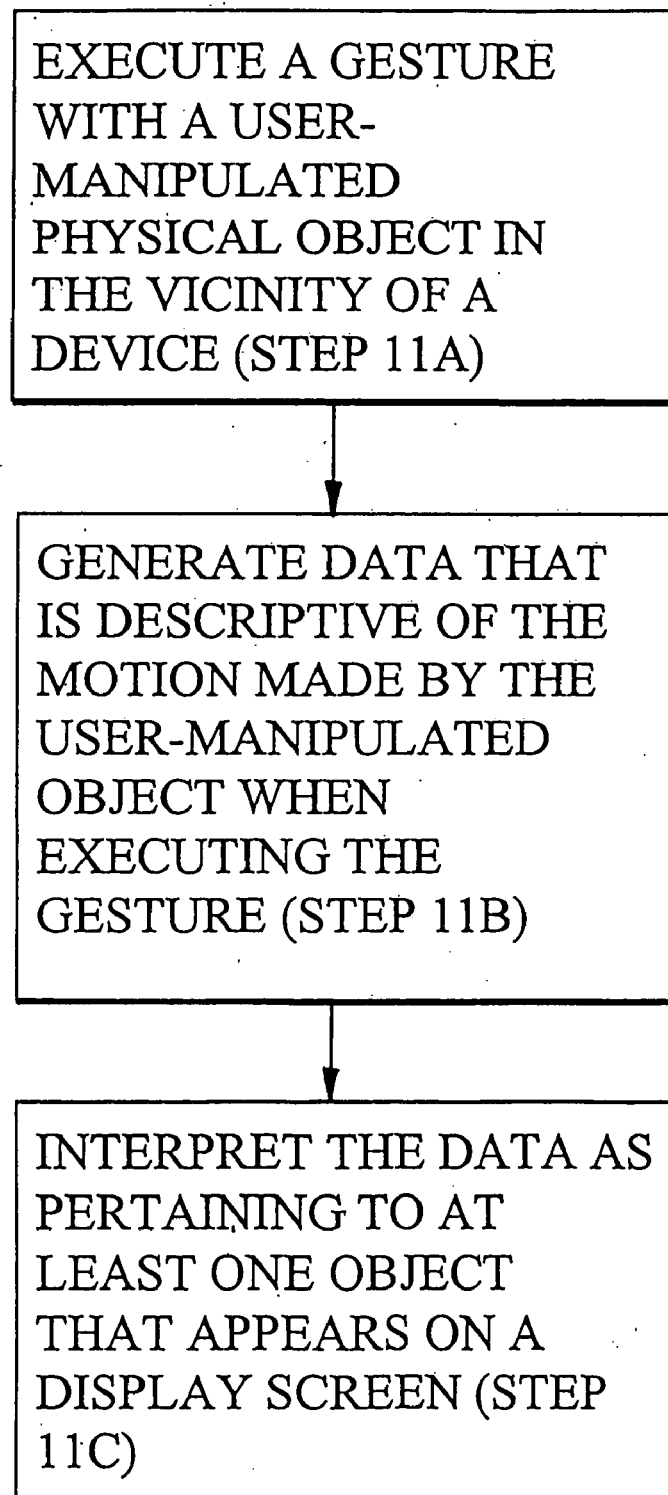 EXECUTE A GESTURE
WITH A USER-
MANIPULATED
PHYSICAL OBJECT IN
THE VICINITY OF A
DEVICE (STEP 11A)
GENERATE DATA THAT
IS DESCRIPTIVE OF THE
MOTION MADE BY THE
USER-MANIPULATED
OBJECT WHEN
EXECUTING THE
GESTURE (STEP 11B)
INTERPRET THE DATA AS
PERTAINING TO AT
LEAST ONE OBJECT
THAT APPEARS ON A
DISPLAY SCREEN (STEP
11C)